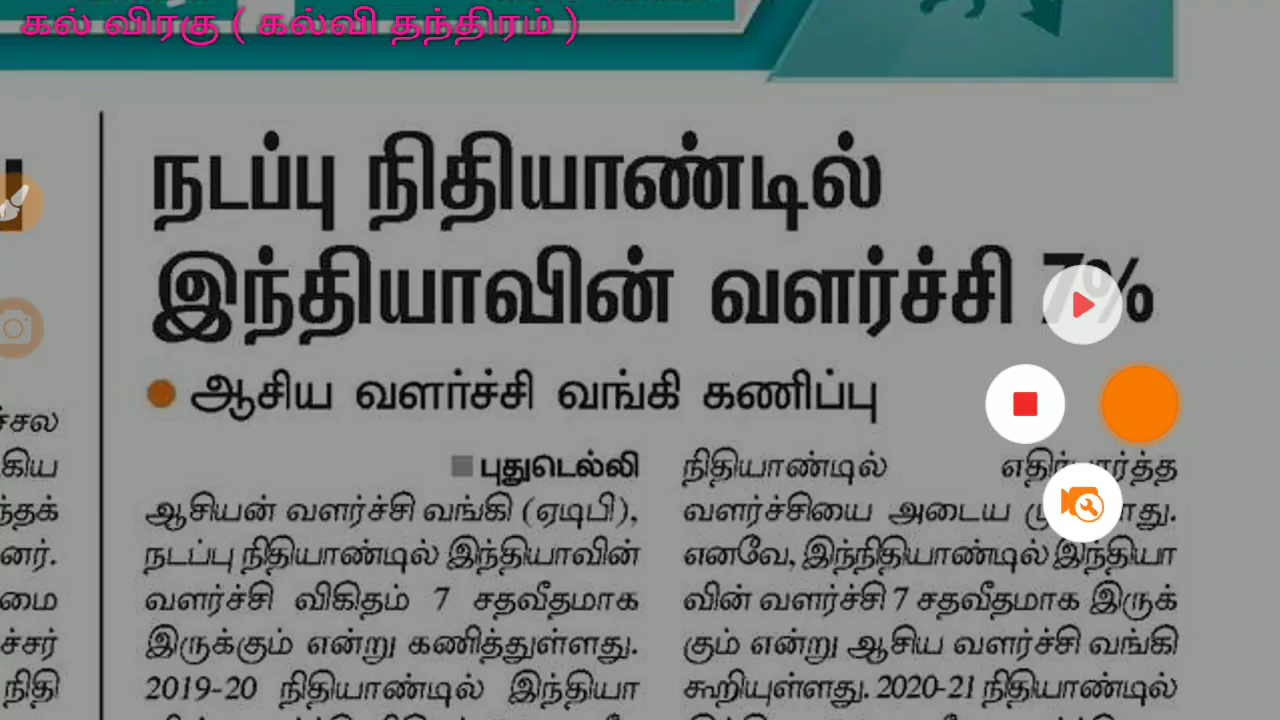 கல் விரகு ( கல்வி தந்திரம் )
நடப்பு நிதியாண்டில்
இந்தியாவின் வளர்ச்சி 7%
ஆசிய வளர்ச்சி வங்கி கணிப்பு
புதுடெல்லி
ஆசியன் வளர்ச்சி வங்கி (ஏடிபி),
நடப்பு நிதியாண்டில் இந்தியாவின்
வளர்ச்சி விகிதம் 7 சதவீதமாக
இருக்கும் என்று கணித்துள்ளது.
2019-20 நிதியாண்டில் இந்தியா
நிதியாண்டில் எதிர்பார்த்த
வளர்ச்சியை அடைய
எனவே, இந்நிதியாண்டில் இந்தியா
வின் வளர்ச்சி 7 சதவீதமாக இருக்
கும் என்று ஆசிய வளர்ச்சி வங்கி
கூறியுள்ளது. 2020-21 நிதியாண்டில்